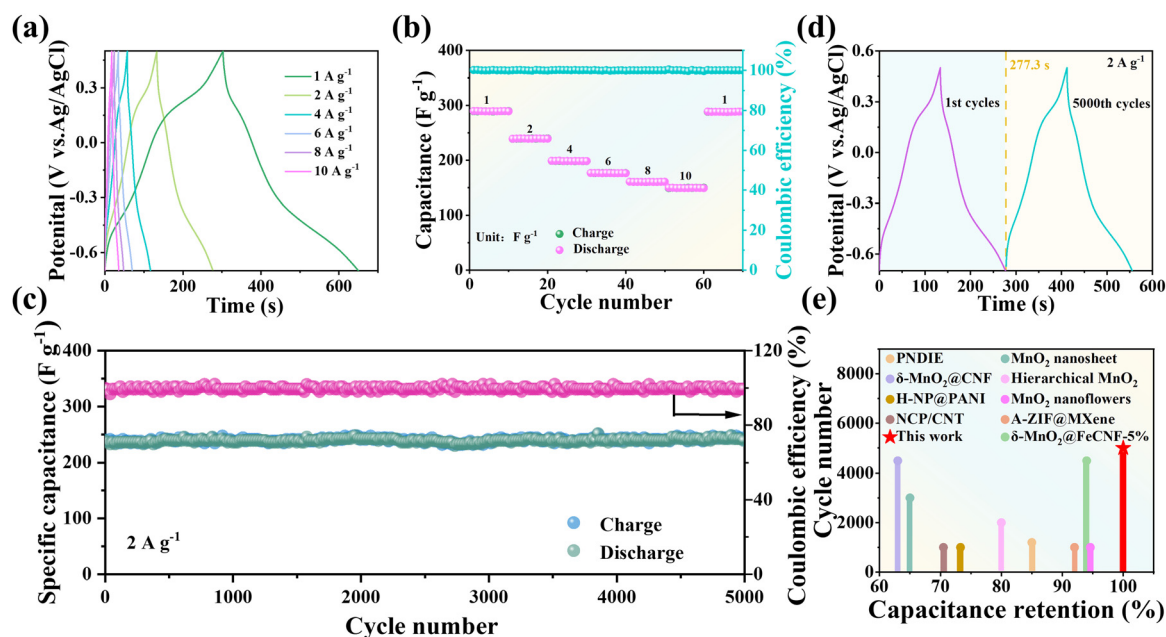 (a)
Potenital (V vs.Ag/AgCl)
0.3
0.0
-0.3
-0.6
0 200 400 600
Time (s)
1 A g-1
2 A g-1
4 A g-1
6 A g-1
8 A g-1
10 A g-1
(b)
Capacitance (F g-1)
400
300
200
100
0
0 20 40 60
Cycle number
Coulombic efficiency (%)
100
80
60
40
20
0
1
2
4
6
8
10
1
Unit: F g-1
Charge
Discharge
(d)
Potenital (V vs.Ag/AgCl)
0.6
0.3
0.0
-0.3
-0.6
0 100 200 300 400 500 600
Time (s)
277.3 s
2 A g-1
1st cycles
5000th cycles
(c)
Specific capacitance (F g-1)
400
300
200
100
0
0 1000 2000 3000 4000 5000
Cycle number
Coulombic efficiency (%)
120
80
40
0
2 A g-1
Charge
Discharge
(e)
Cycle number
8000
6000
4000
2000
0
60 70 80 90 100
Capacitance retention (%)
PNDIE
δ-MnO2@CNF
H-NP@PANI
NCP/CNT
This work
MnO2 nanosheet
Hierarchical MnO2
MnO2 nanoflowers
A-ZIF@MXene
δ-MnO2@FeCNF-5%